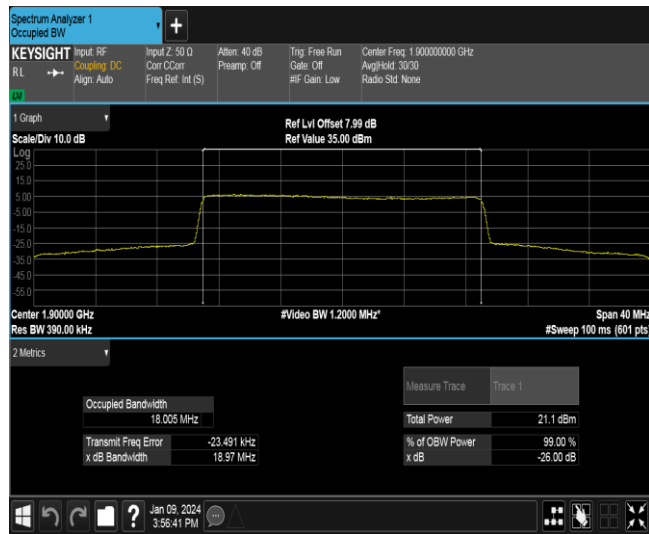 Spectrum Analyzer 1
Occupied BW
+
KEYSIGHT
RL
Input: RF
Coupling: DC
Align: Auto
Input Z: 50 Ω
Corr CCorr
Freq Ref: Int (S)
Atten: 40 dB
Preamp: Off
Trig: Free Run
Gate: Off
#IF Gain: Low
Center Freq: 1.900000000 GHz
Avg|Hold: 30/30
Radio Std: None
1 Graph
Scale/Div 10.0 dB
Ref Lvl Offset 7.99 dB
Ref Value 35.00 dBm
Log
25.0
15.0
5.00
-5.00
-15.0
-25.0
-35.0
-45.0
-55.0
Center 1.90000 GHz
Res BW 390.00 kHz
#Video BW 1.2000 MHz*
Span 40 MHz
#Sweep 100 ms (601 pts)
2 Metrics
Measure Trace
Trace 1
Occupied Bandwidth
18.005 MHz
Total Power 21.1 dBm
Transmit Freq Error -23.491 kHz
% of OBW Power 99.00 %
x dB Bandwidth 18.97 MHz
x dB -26.00 dB
?
Jan 09, 2024
3:56:41 PM